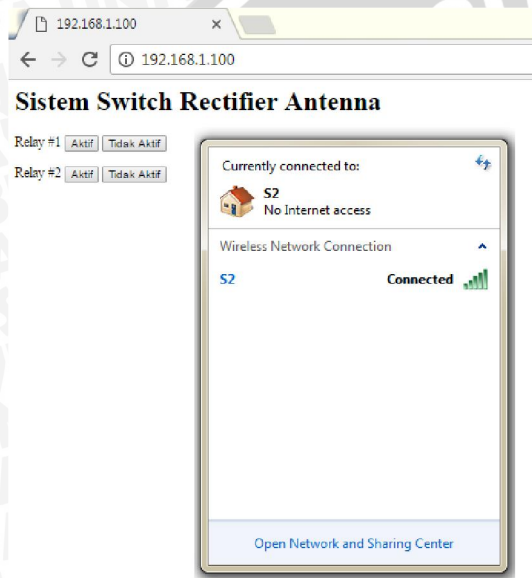 192.168.1.100
192.168.1.100
Sistem Switch Rectifier Antenna
Relay #1 Aktif Tidak Aktif
Relay #2 Aktif Tidak Aktif
Currently connected to:
S2
No Internet access
Wireless Network Connection
S2 Connected
Open Network and Sharing Center